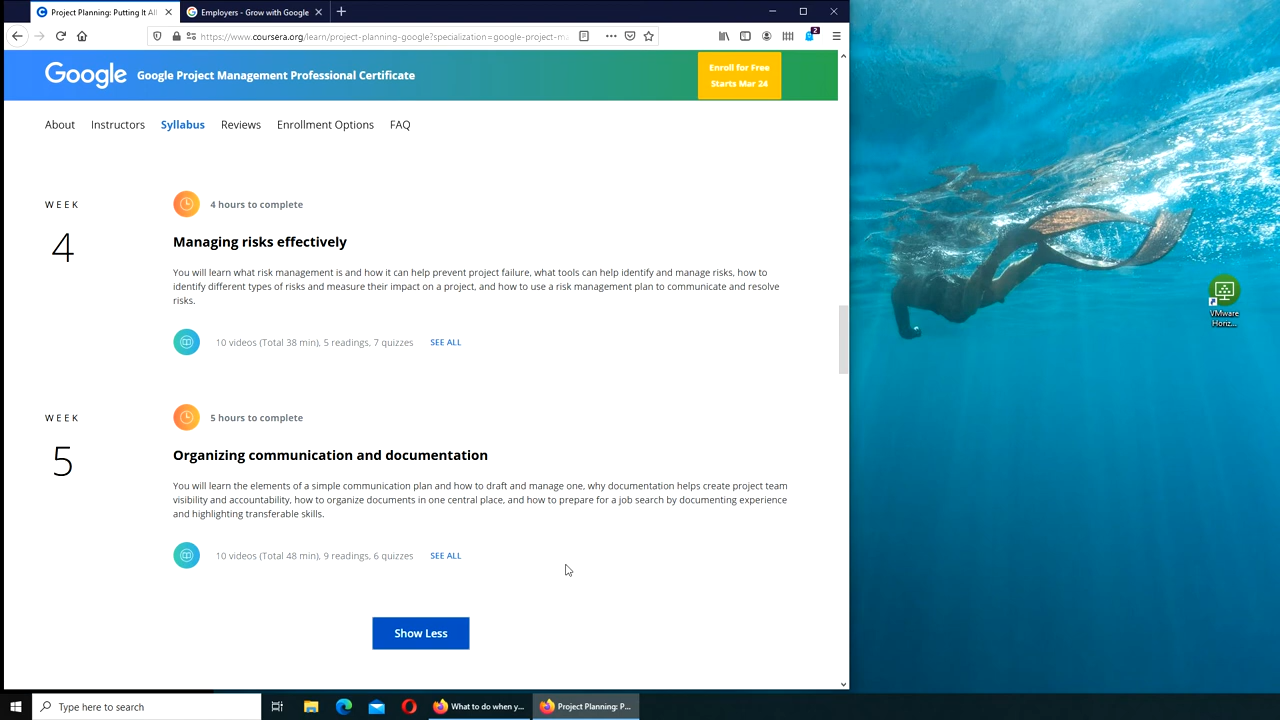 Project Planning: Putting It All
Employers - Grow with Google
https://www.coursera.org/learn/project-planning-google?specialization=google-project-m
2
Google
Google Project Management Professional Certificate
Enroll for Free
Starts Mar 24
About
Instructors
Syllabus
Reviews
Enrollment Options
FAQ
WEEK
4
4 hours to complete
Managing risks effectively
You will learn what risk management is and how it can help prevent project failure, what tools can help identify and manage risks, how to
identify different types of risks and measure their impact on a project, and how to use a risk management plan to communicate and resolve
risks.
10 videos (Total 38 min), 5 readings, 7 quizzes
SEE ALL
WEEK
5
5 hours to complete
Organizing communication and documentation
You will learn the elements of a simple communication plan and how to draft and manage one, why documentation helps create project team
visibility and accountability, how to organize documents in one central place, and how to prepare for a job search by documenting experience
and highlighting transferable skills.
10 videos (Total 48 min), 9 readings, 6 quizzes
SEE ALL
Show Less
VMware
Horiz...
Type here to search
What to do when y...
Project Planning: P...